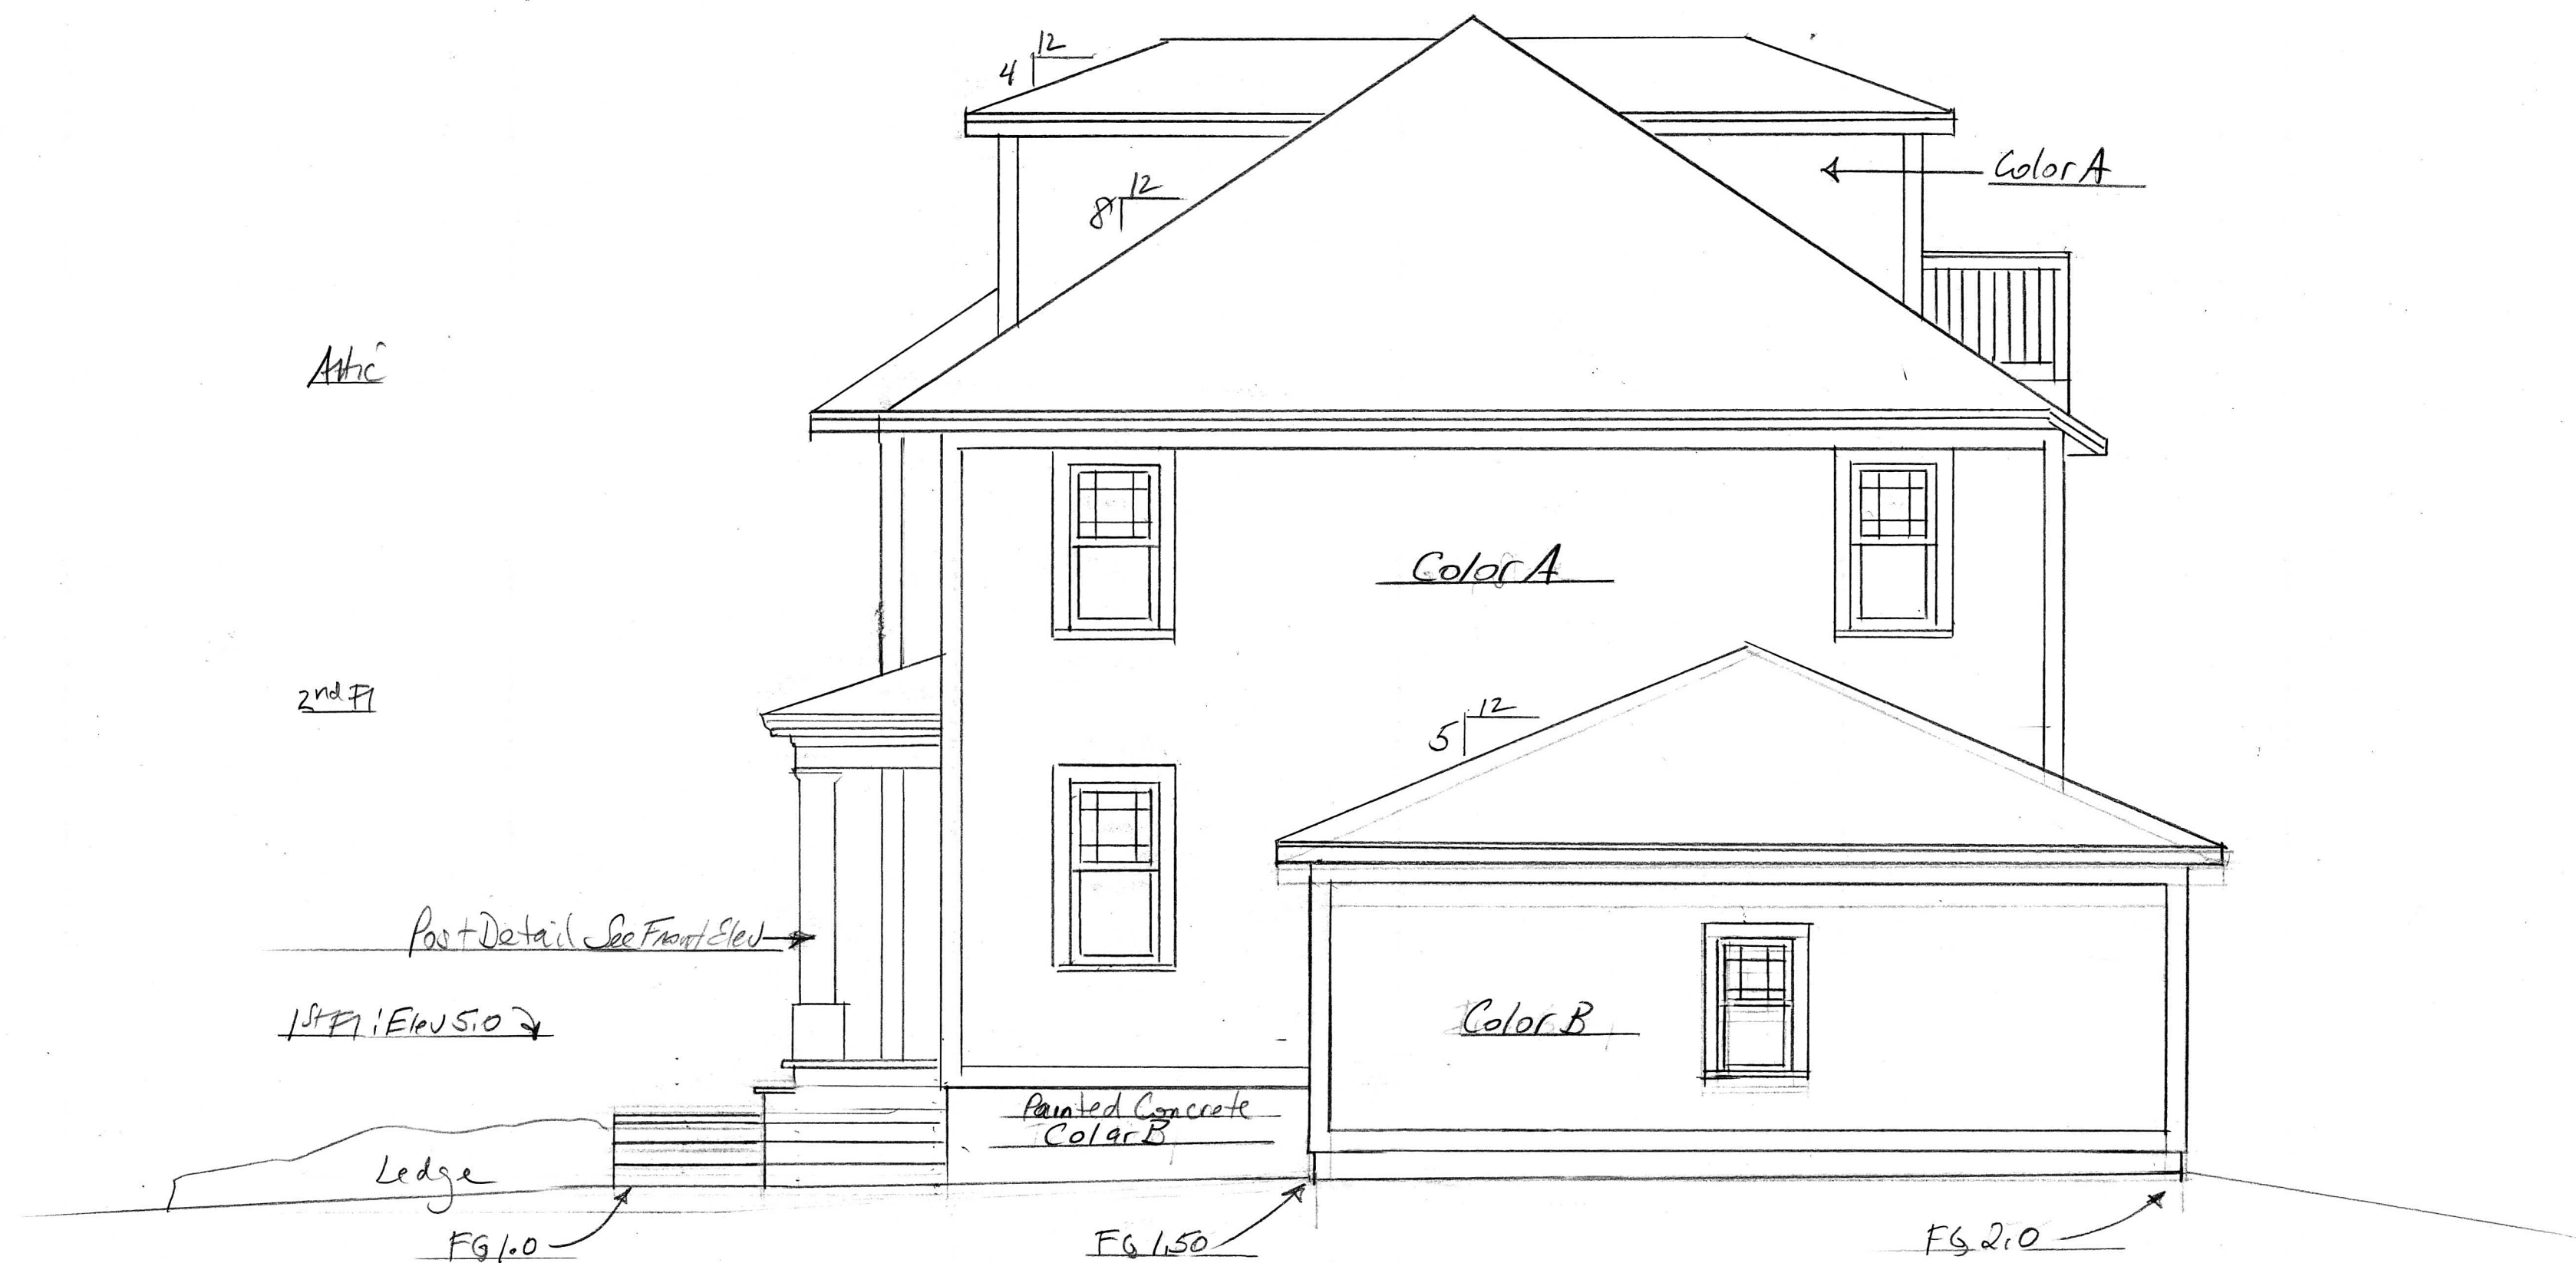 12
4
Color A
12
8
Attic
Color A
2nd Fl
12
5
Post Detail See Front Elev
1st Fl : Elev 5.0
Color B
Painted Concrete
Color B
Ledge
FG 1.0
FG 1.50
FG 2.0